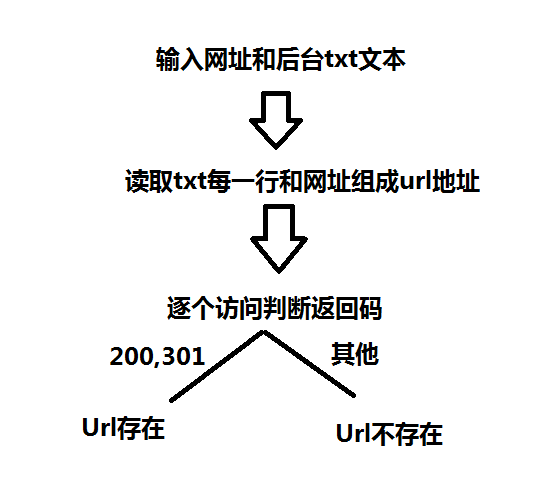 输入网址和后台txt文本
读取txt每一行和网址组成url地址
逐个访问判断返回码
200,301
其他
Url存在
Url不存在